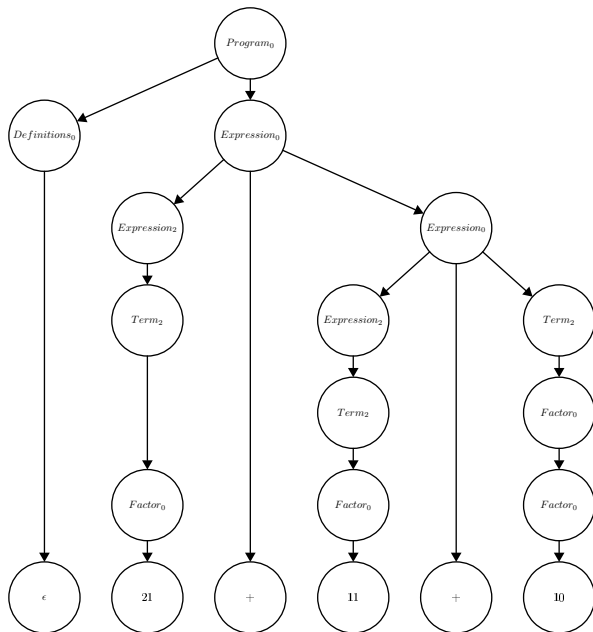 Program₀
Definitions₀ Expression₀
Expression₂ Expression₀
Term₂ Expression₂ Term₂
Term₂ Factor₀
Factor₀ Factor₀ Factor₀
ϵ 21 + 11 + 10